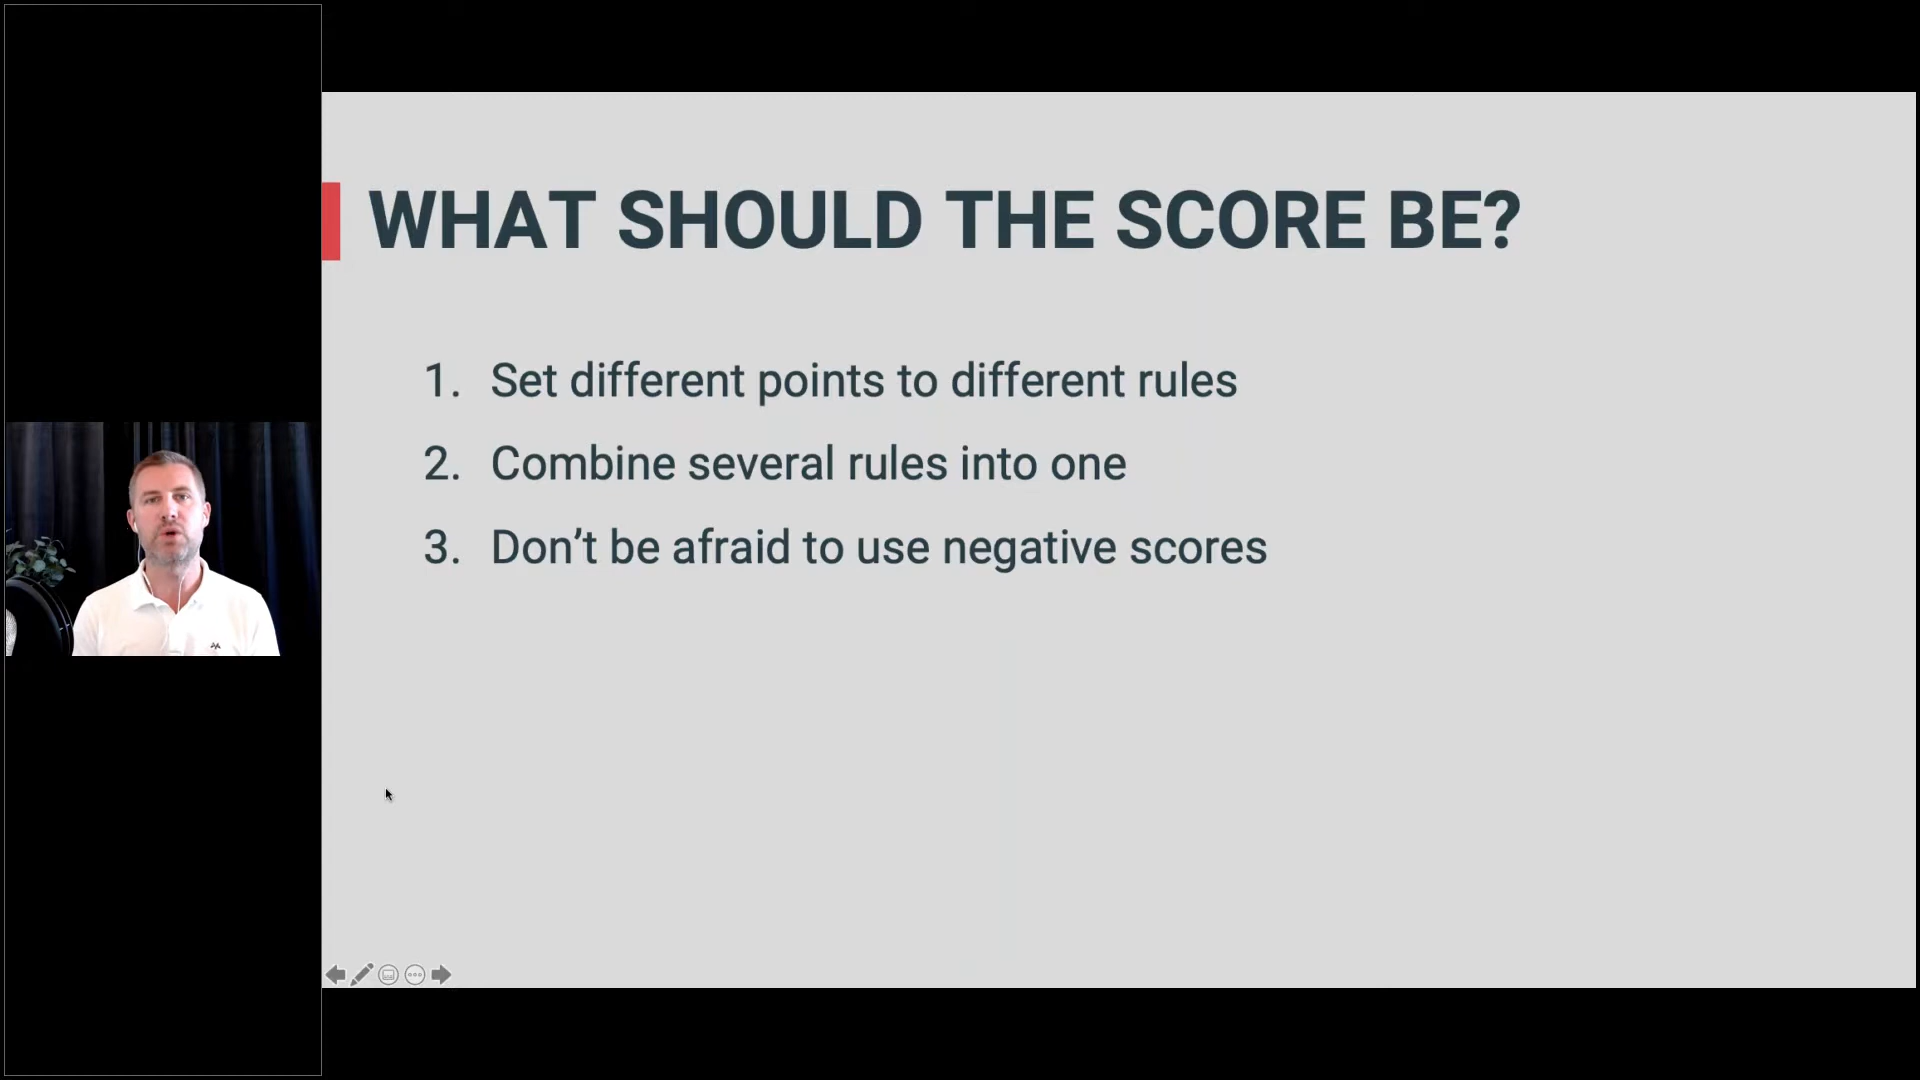 WHAT SHOULD THE SCORE BE?
1. Set different points to different rules
2. Combine several rules into one
3. Don’t be afraid to use negative scores